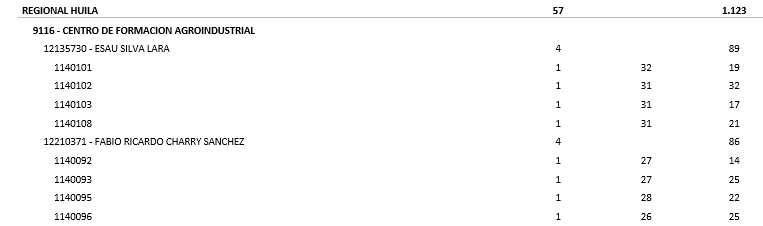 REGIONAL HUILA 57 1.123
9116 - CENTRO DE FORMACION AGROINDUSTRIAL
12135730 - ESAU SILVA LARA 4 89
1140101 1 32 19
1140102 1 31 32
1140103 1 31 17
1140108 1 31 21
12210371 - FABIO RICARDO CHARRY SANCHEZ 4 86
1140092 1 27 14
1140093 1 27 25
1140095 1 28 22
1140096 1 26 25